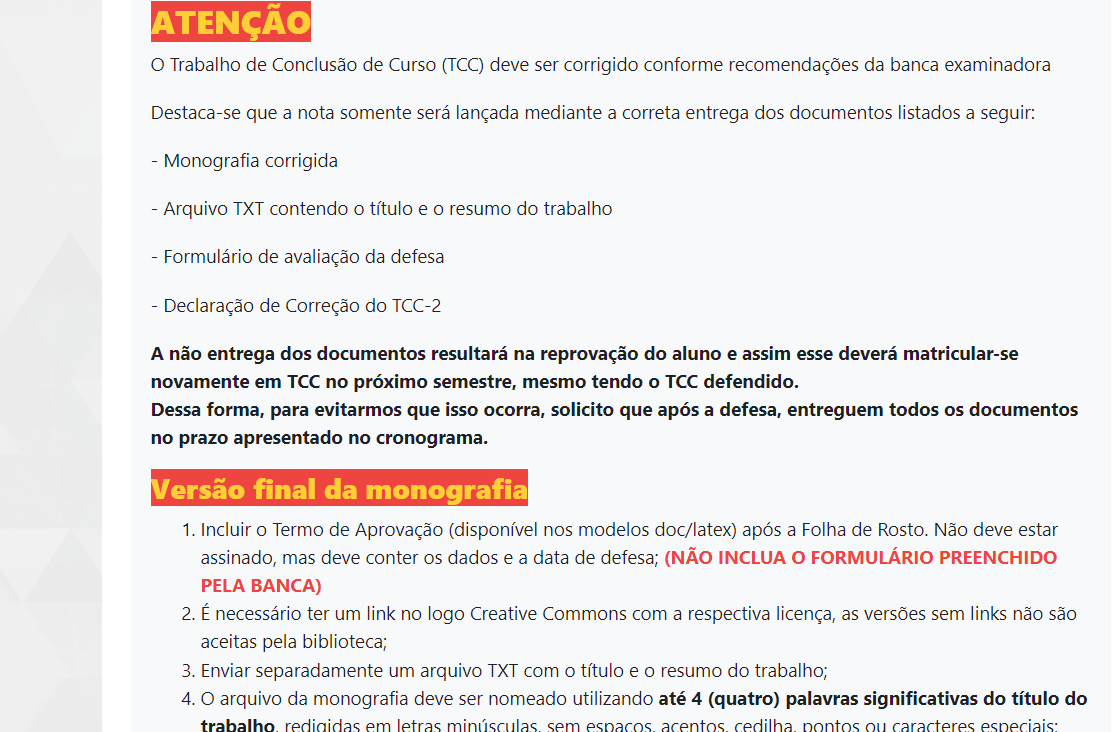 ATENÇÃO
O Trabalho de Conclusão de Curso (TCC) deve ser corrigido conforme recomendações da banca examinadora
Destaca-se que a nota somente será lançada mediante a correta entrega dos documentos listados a seguir:
- Monografia corrigida
- Arquivo TXT contendo o título e o resumo do trabalho
- Formulário de avaliação da defesa
- Declaração de Correção do TCC-2
A não entrega dos documentos resultará na reprovação do aluno e assim esse deverá matricular-se
novamente em TCC no próximo semestre, mesmo tendo o TCC defendido.
Dessa forma, para evitarmos que isso ocorra, solicito que após a defesa, entreguem todos os documentos
no prazo apresentado no cronograma.
Versão final da monografia
1. Incluir o Termo de Aprovação (disponível nos modelos doc/latex) após a Folha de Rosto. Não deve estar
assinado, mas deve conter os dados e a data de defesa; (NÃO INCLUA O FORMULÁRIO PREENCHIDO
PELA BANCA)
2. É necessário ter um link no logo Creative Commons com a respectiva licença, as versões sem links não são
aceitas pela biblioteca;
3. Enviar separadamente um arquivo TXT com o título e o resumo do trabalho;
4. O arquivo da monografia deve ser nomeado utilizando até 4 (quatro) palavras significativas do título do
trabalho, redigidas em letras minúsculas, sem espaços, acentos, cedilha, pontos ou caracteres especiais;